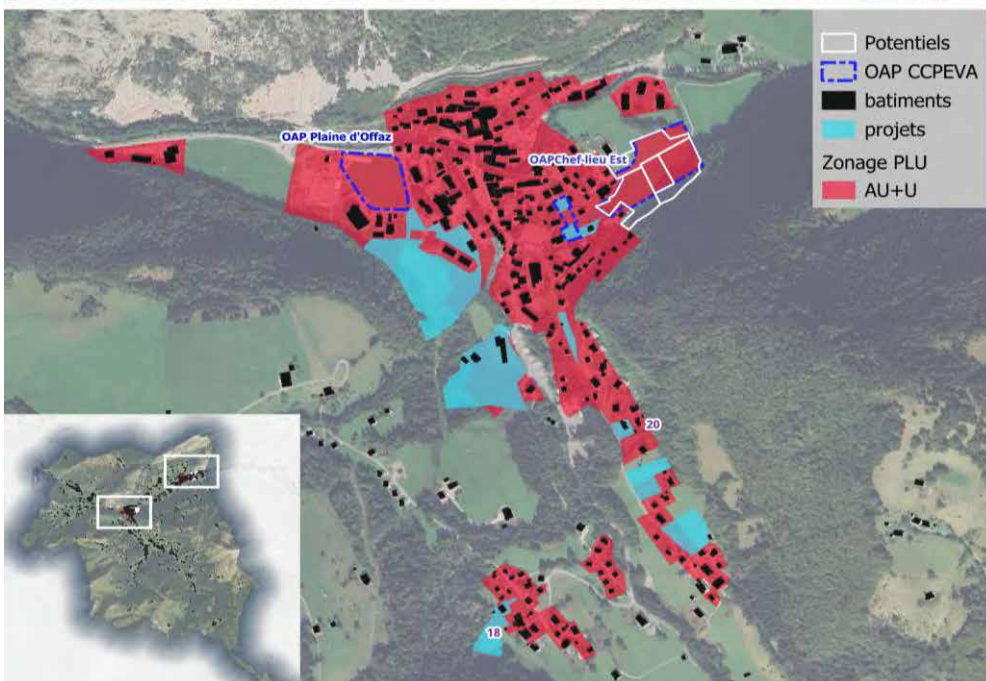 Potentiels
OAP CCPEVA
batiments
projets
Zonage PLU
AU+U
OAP Plaine d'Offaz
OAPChef-lieu Est
20
18